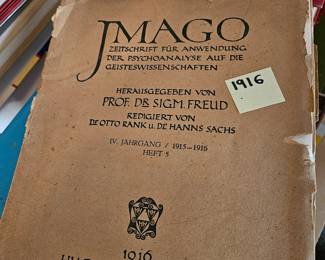 IMAGO
ZEITSCHRIFT FÜR ANWENDUNG
DER PSYCHOANALYSE AUF DIE
GEISTESWISSENSCHAFTEN
HERAUSGEGEBEN VON
PROF. DR. SIGM. FREUD
1916
REDIGIERT VON
DR. OTTO RANK u. DR. HANNS SACHS
IV. JAHRGANG / 1915–1916
HEFT 5
1916